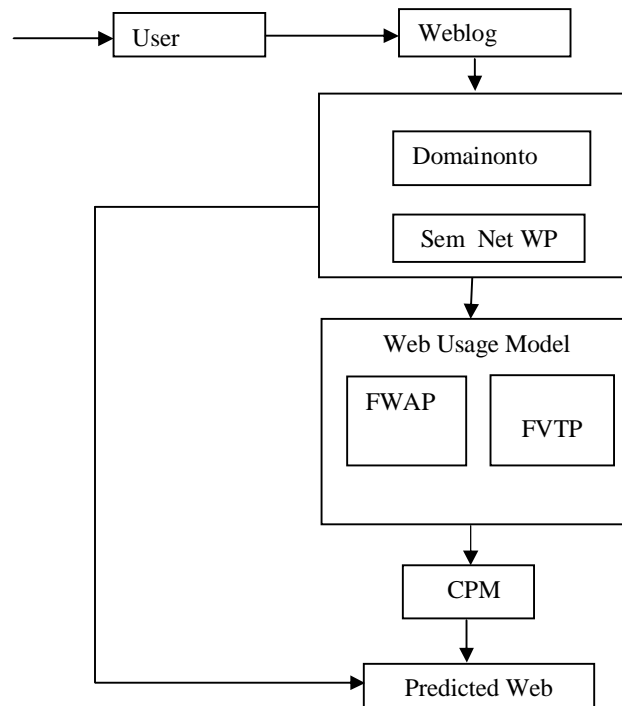 User
Weblog
Domainonto
Sem Net WP
Web Usage Model
FWAP
FVTP
CPM
Predicted Web